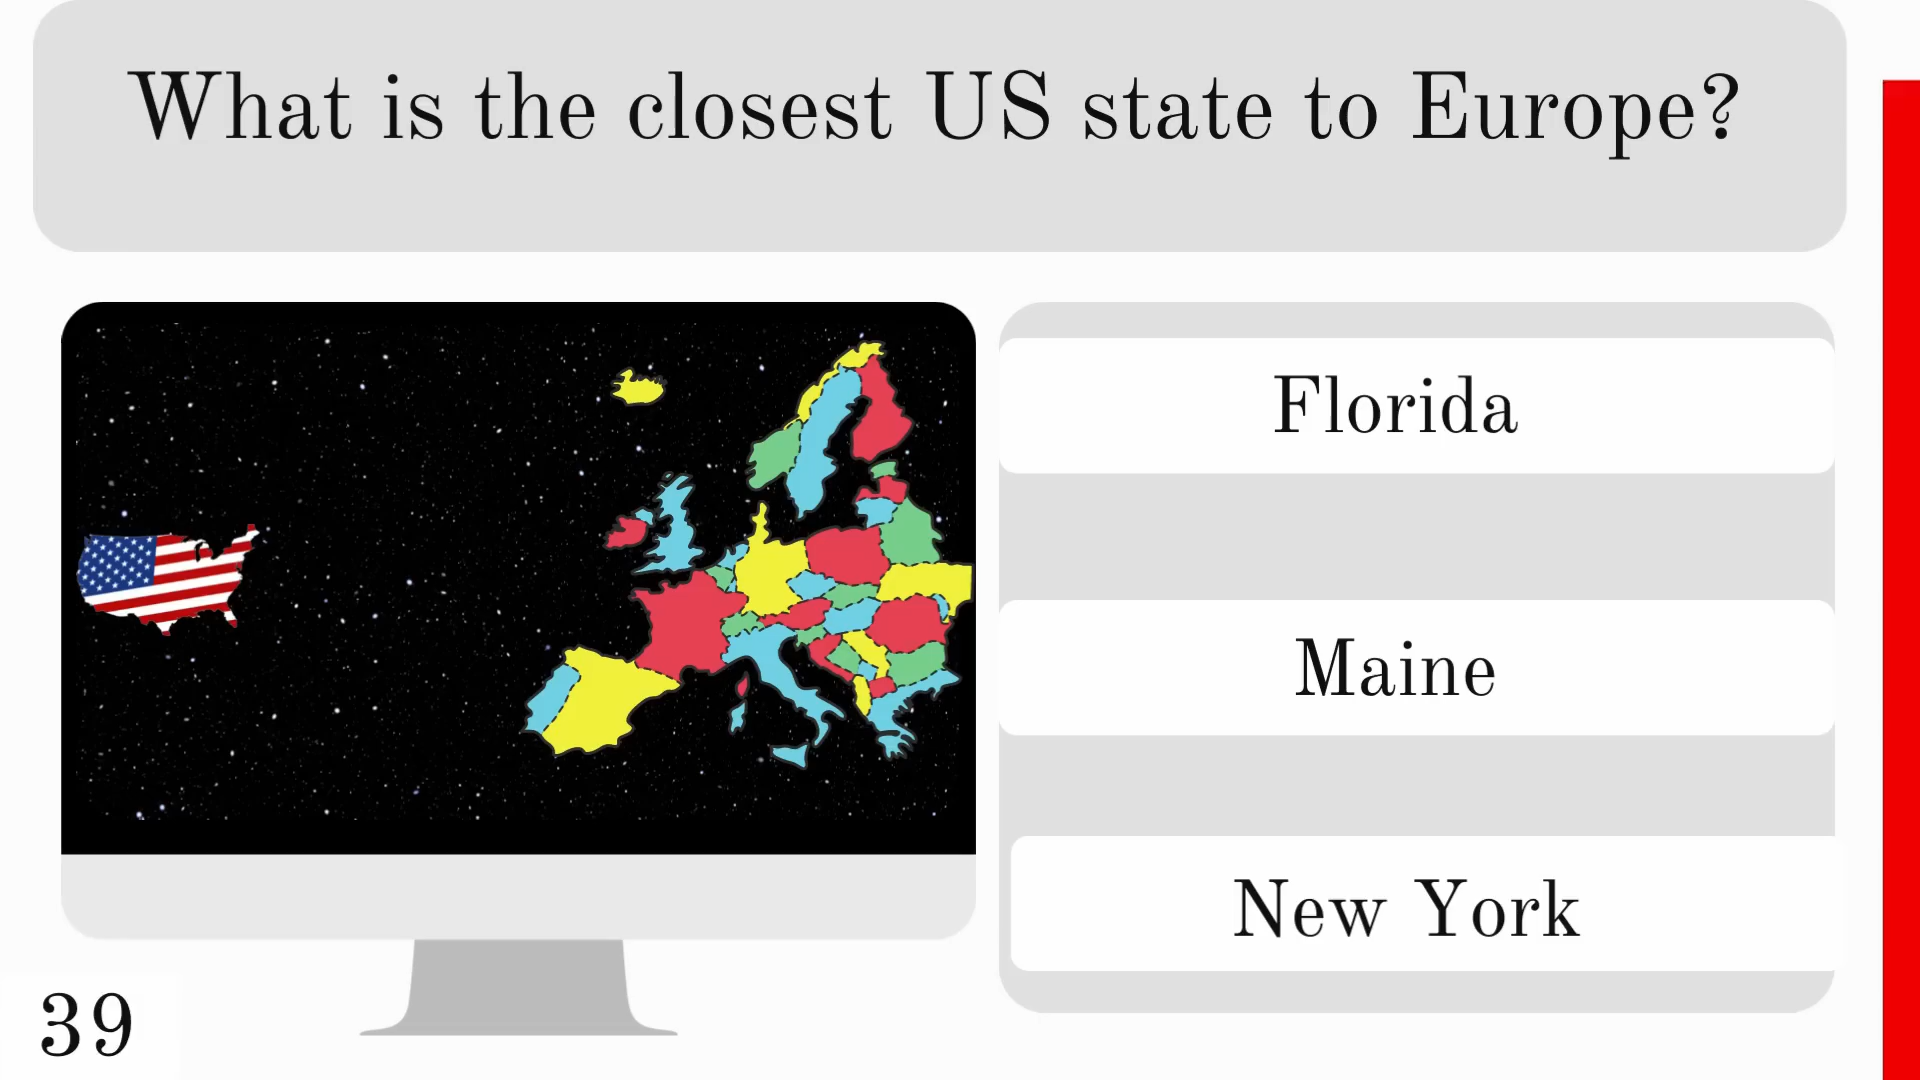 What is the closest US state to Europe?
Florida
Maine
New York
39